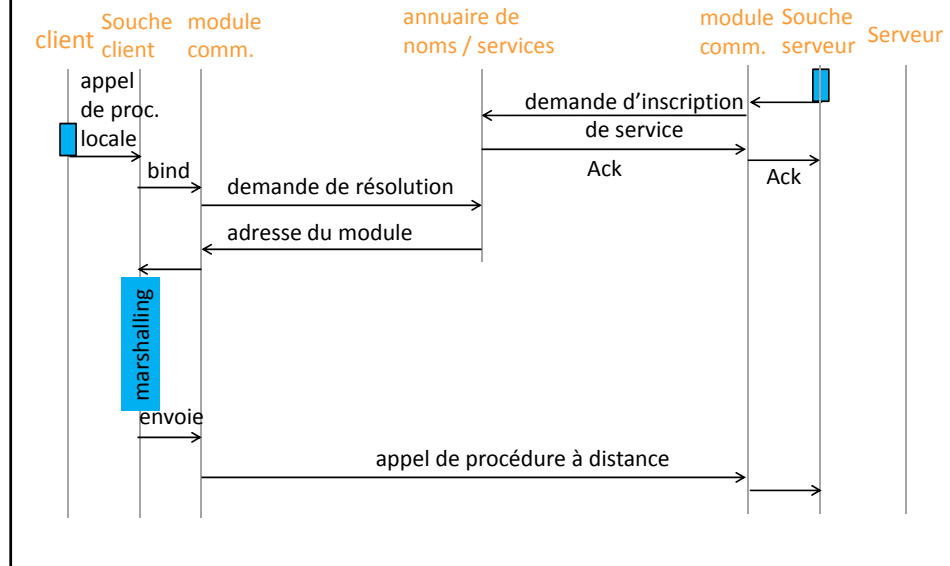 client
Souche
client
module
comm.
annuaire de
noms / services
module
comm.
Souche
serveur
Serveur
appel
de proc.
locale
demande d'inscription
de service
Ack
Ack
bind
demande de résolution
adresse du module
marshalling
envoie
appel de procédure à distance